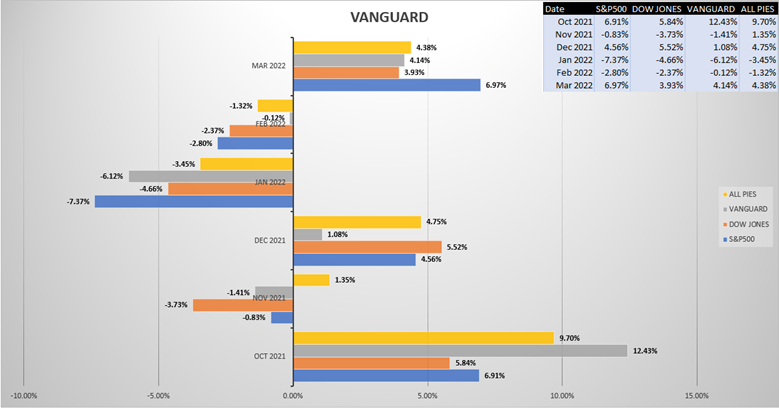 VANGUARD
Date S&P500 DOW JONES VANGUARD ALL PIES
Oct 2021 6.91% 5.84% 12.43% 9.70%
Nov 2021 -0.83% -3.73% -1.41% 1.35%
Dec 2021 4.56% 5.52% 1.08% 4.75%
Jan 2022 -7.37% -4.66% -6.12% -3.45%
Feb 2022 -2.80% -2.37% -0.12% -1.32%
Mar 2022 6.97% 3.93% 4.14% 4.38%
MAR 2022
4.38%
4.14%
3.93%
6.97%
FEB 2022
-1.32%
-0.12%
-2.37%
-2.80%
JAN 2022
-3.45%
-6.12%
-4.66%
-7.37%
DEC 2021
4.75%
1.08%
5.52%
4.56%
NOV 2021
1.35%
-1.41%
-3.73%
-0.83%
OCT 2021
9.70%
12.43%
5.84%
6.91%
ALL PIES
VANGUARD
DOW JONES
S&P500
-10.00% -5.00% 0.00% 5.00% 10.00% 15.00%